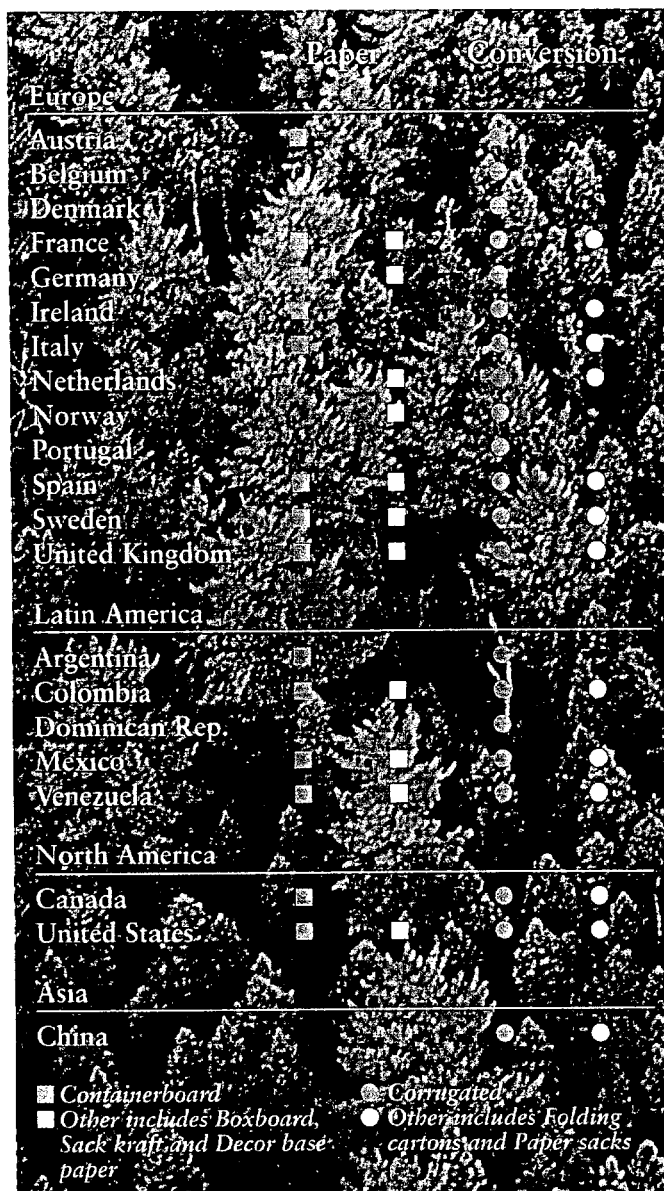 Paper Conversion
Europe
Austria
Belgium
Denmark
France
Germany
Ireland
Italy
Netherlands
Norway
Portugal
Spain
Sweden
United Kingdom
Latin America
Argentina
Colombia
Dominican Rep.
Mexico
Venezuela
North America
Canada
United States
Asia
China
Containerboard
Other includes Boxboard,
Sack kraft and Decor base
paper
Corrugated
Other includes Folding
cartons and Paper sacks